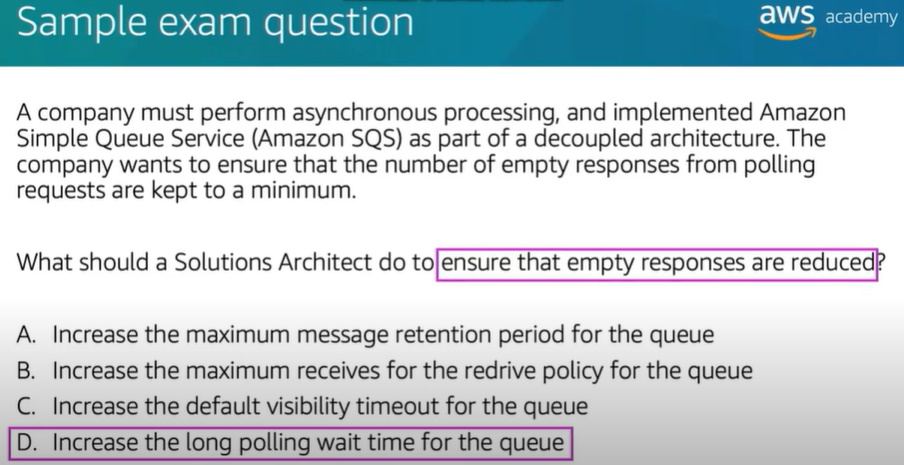 Sample exam question
aws academy
A company must perform asynchronous processing, and implemented Amazon
Simple Queue Service (Amazon SQS) as part of a decoupled architecture. The
company wants to ensure that the number of empty responses from polling
requests are kept to a minimum.
What should a Solutions Architect do to ensure that empty responses are reduced?
A. Increase the maximum message retention period for the queue
B. Increase the maximum receives for the redrive policy for the queue
C. Increase the default visibility timeout for the queue
D. Increase the long polling wait time for the queue